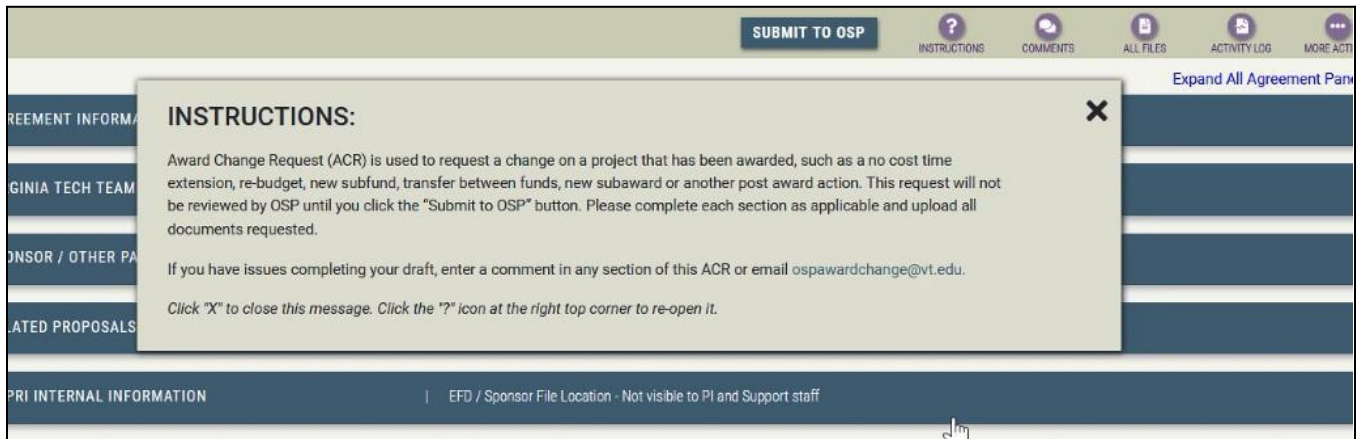 SUBMIT TO OSP
INSTRUCTIONS
COMMENTS
ALL FILES
ACTIVITY LOG
MORE ACTI
Expand All Agreement Pan
REEMENT INFORMA
INSTRUCTIONS:
Award Change Request (ACR) is used to request a change on a project that has been awarded, such as a no cost time
extension, re-budget, new subfund, transfer between funds, new subaward or another post award action. This request will not
be reviewed by OSP until you click the “Submit to OSP” button. Please complete each section as applicable and upload all
documents requested.
If you have issues completing your draft, enter a comment in any section of this ACR or email ospawardchange@vt.edu.
Click "X" to close this message. Click the "?" icon at the right top corner to re-open it.
GINIA TECH TEAM
ONSOR / OTHER PA
LATED PROPOSALS
PRI INTERNAL INFORMATION | EFD / Sponsor File Location - Not visible to PI and Support staff